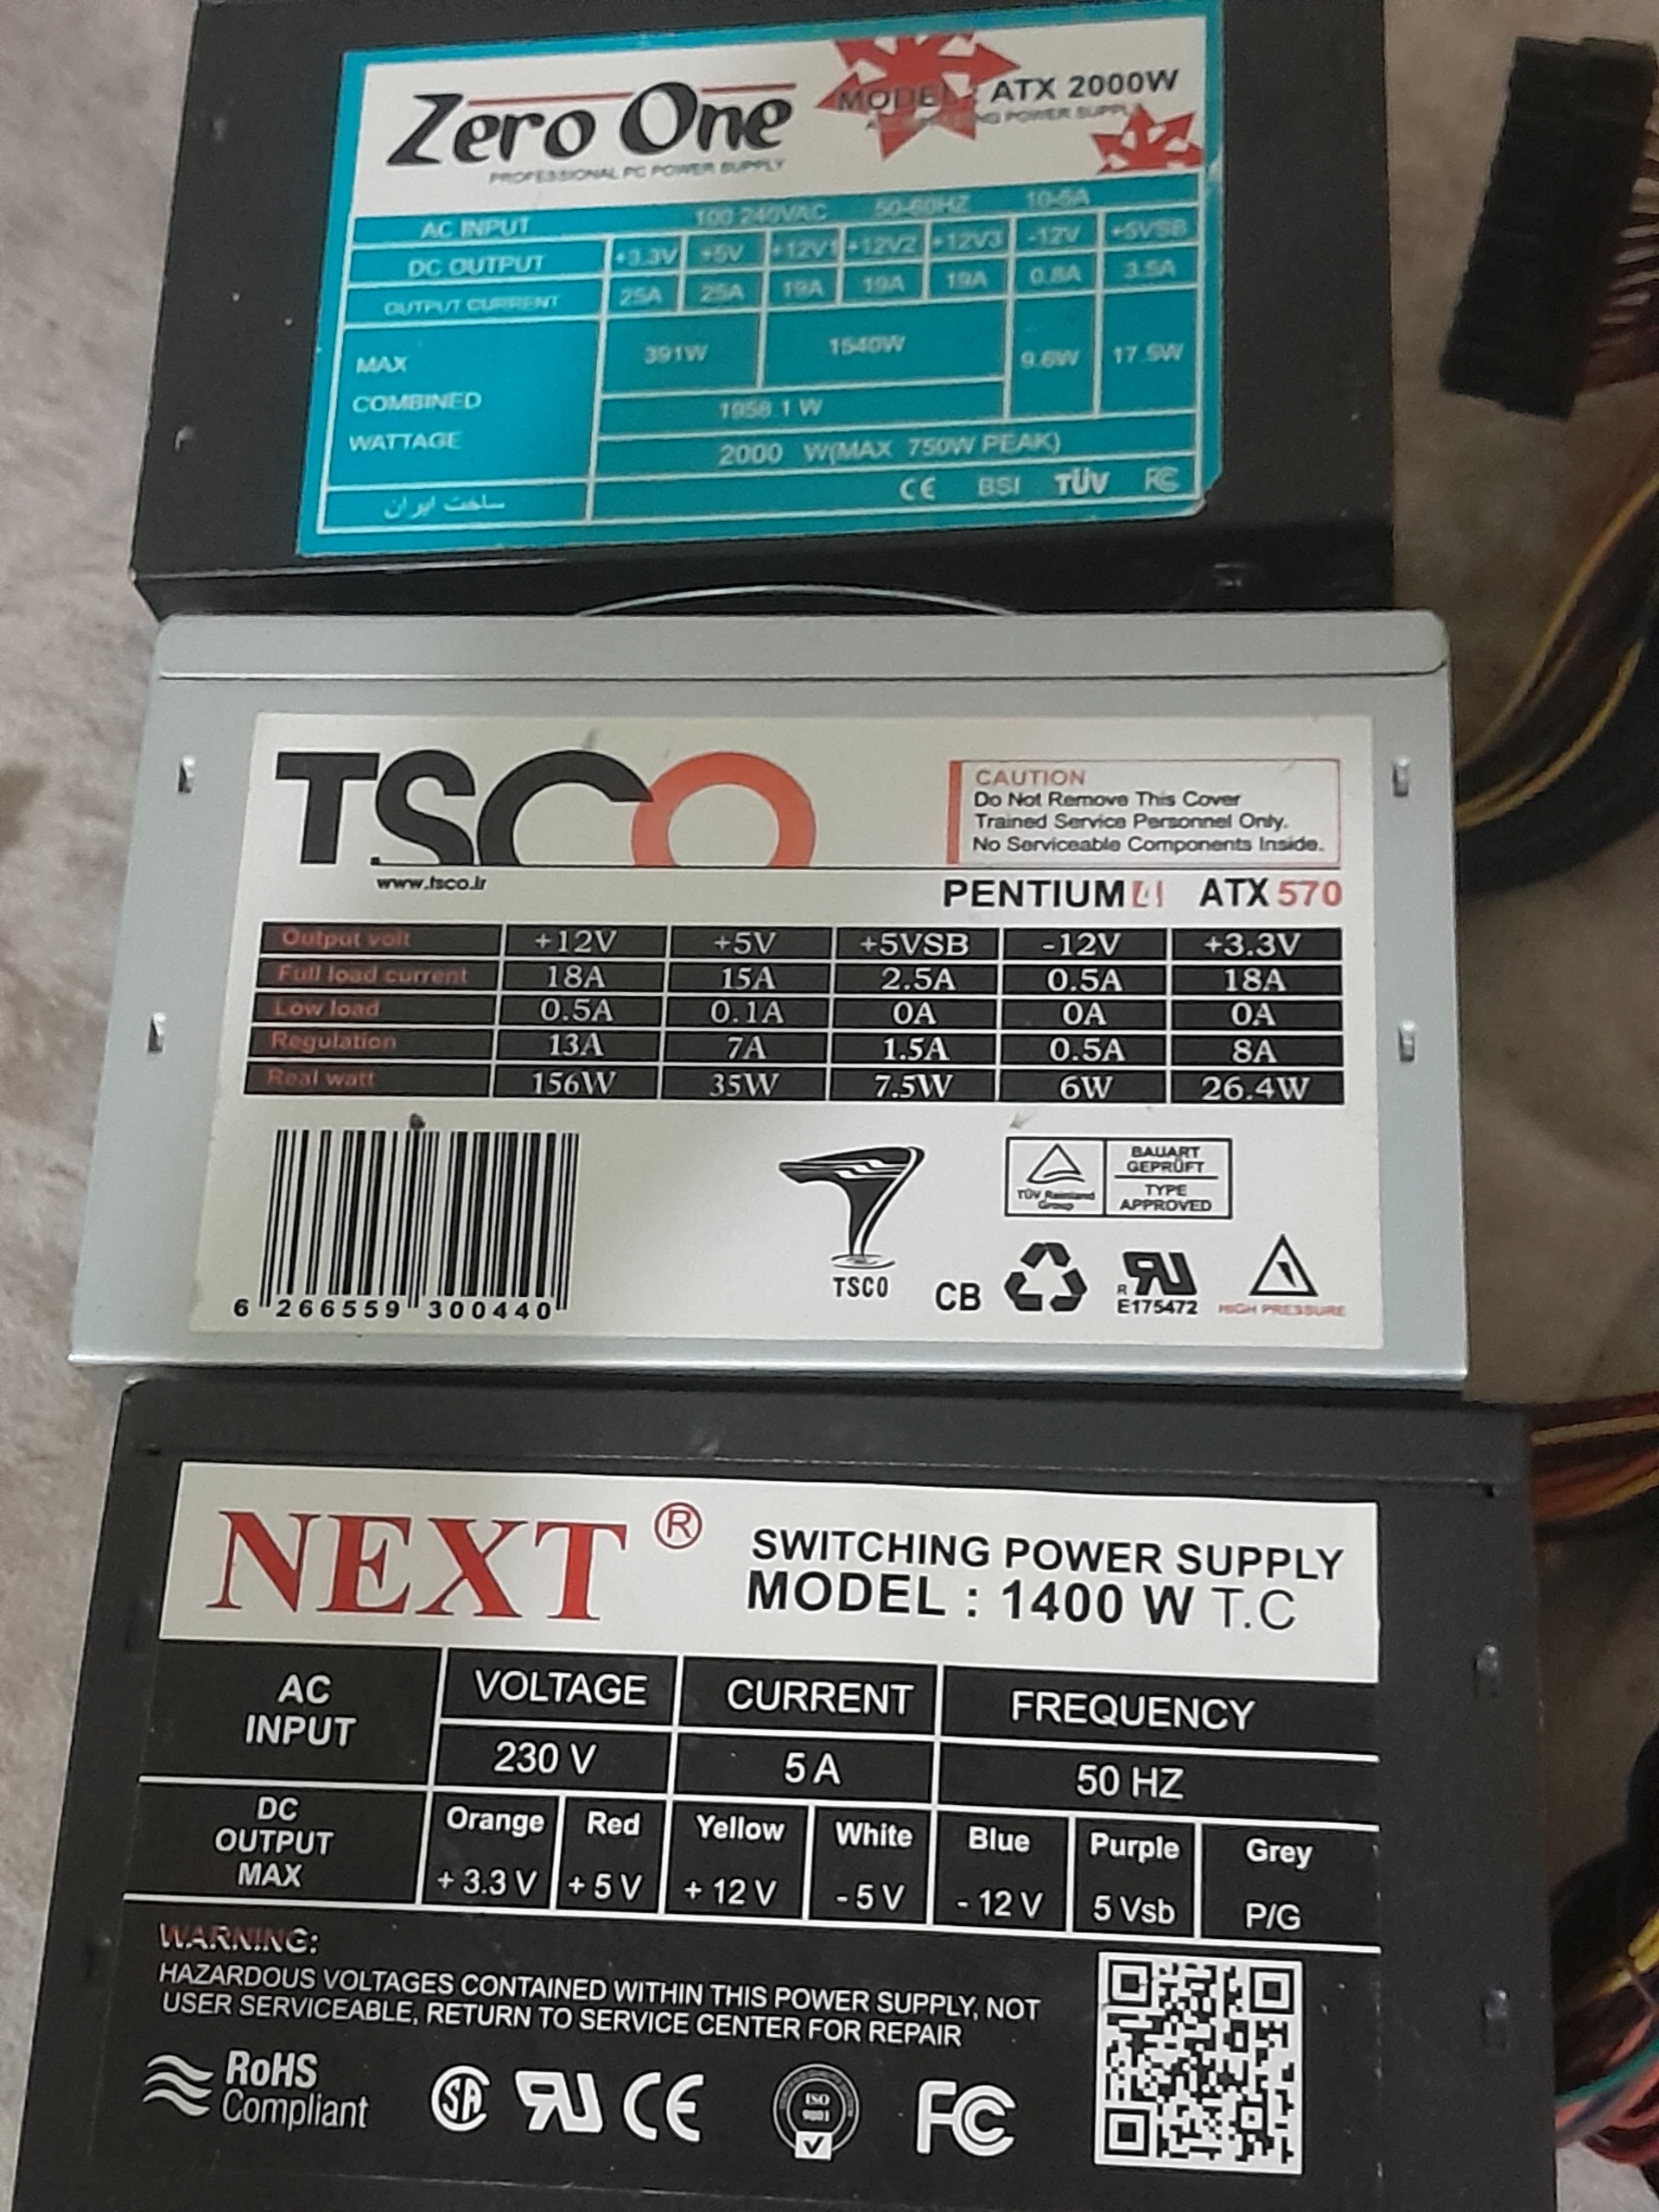 Zero One
PROFESSIONAL PC POWER SUPPLY
MODEL: ATX 2000W
POWER SUPPLY
AC INPUT 100 240VAC 50-60HZ 10-5A
DC OUTPUT +3.3V +5V +12V1 +12V2 +12V3 -12V +5VSB
OUTPUT CURRENT 25A 25A 19A 19A 19A 0.8A 3.5A
MAX COMBINED WATTAGE 391W 1540W 9.6W 17.5W
1958.1 W
2000 W(MAX 750W PEAK)
ساخت ایران CE BSI TÜV FC
TSCO
www.tsco.ir
CAUTION
Do Not Remove This Cover
Trained Service Personnel Only.
No Serviceable Components Inside.
PENTIUM 4 ATX 570
Output volt +12V +5V +5VSB -12V +3.3V
Full load current 18A 15A 2.5A 0.5A 18A
Low load 0.5A 0.1A 0A 0A 0A
Regulation 13A 7A 1.5A 0.5A 8A
Real watt 156W 35W 7.5W 6W 26.4W
6 266559 300440
TSCO
TÜV Rheinland Group
BAUART GEPRÜFT
TYPE APPROVED
CB
E175472
HIGH PRESSURE
NEXT ®
SWITCHING POWER SUPPLY
MODEL : 1400 W T.C
AC INPUT VOLTAGE CURRENT FREQUENCY
230 V 5 A 50 HZ
DC OUTPUT MAX Orange Red Yellow White Blue Purple Grey
+ 3.3 V + 5 V + 12 V - 5 V - 12 V 5 Vsb P/G
WARNING:
HAZARDOUS VOLTAGES CONTAINED WITHIN THIS POWER SUPPLY, NOT
USER SERVICEABLE, RETURN TO SERVICE CENTER FOR REPAIR
RoHS
Compliant
SA CE ISO 9001 FC